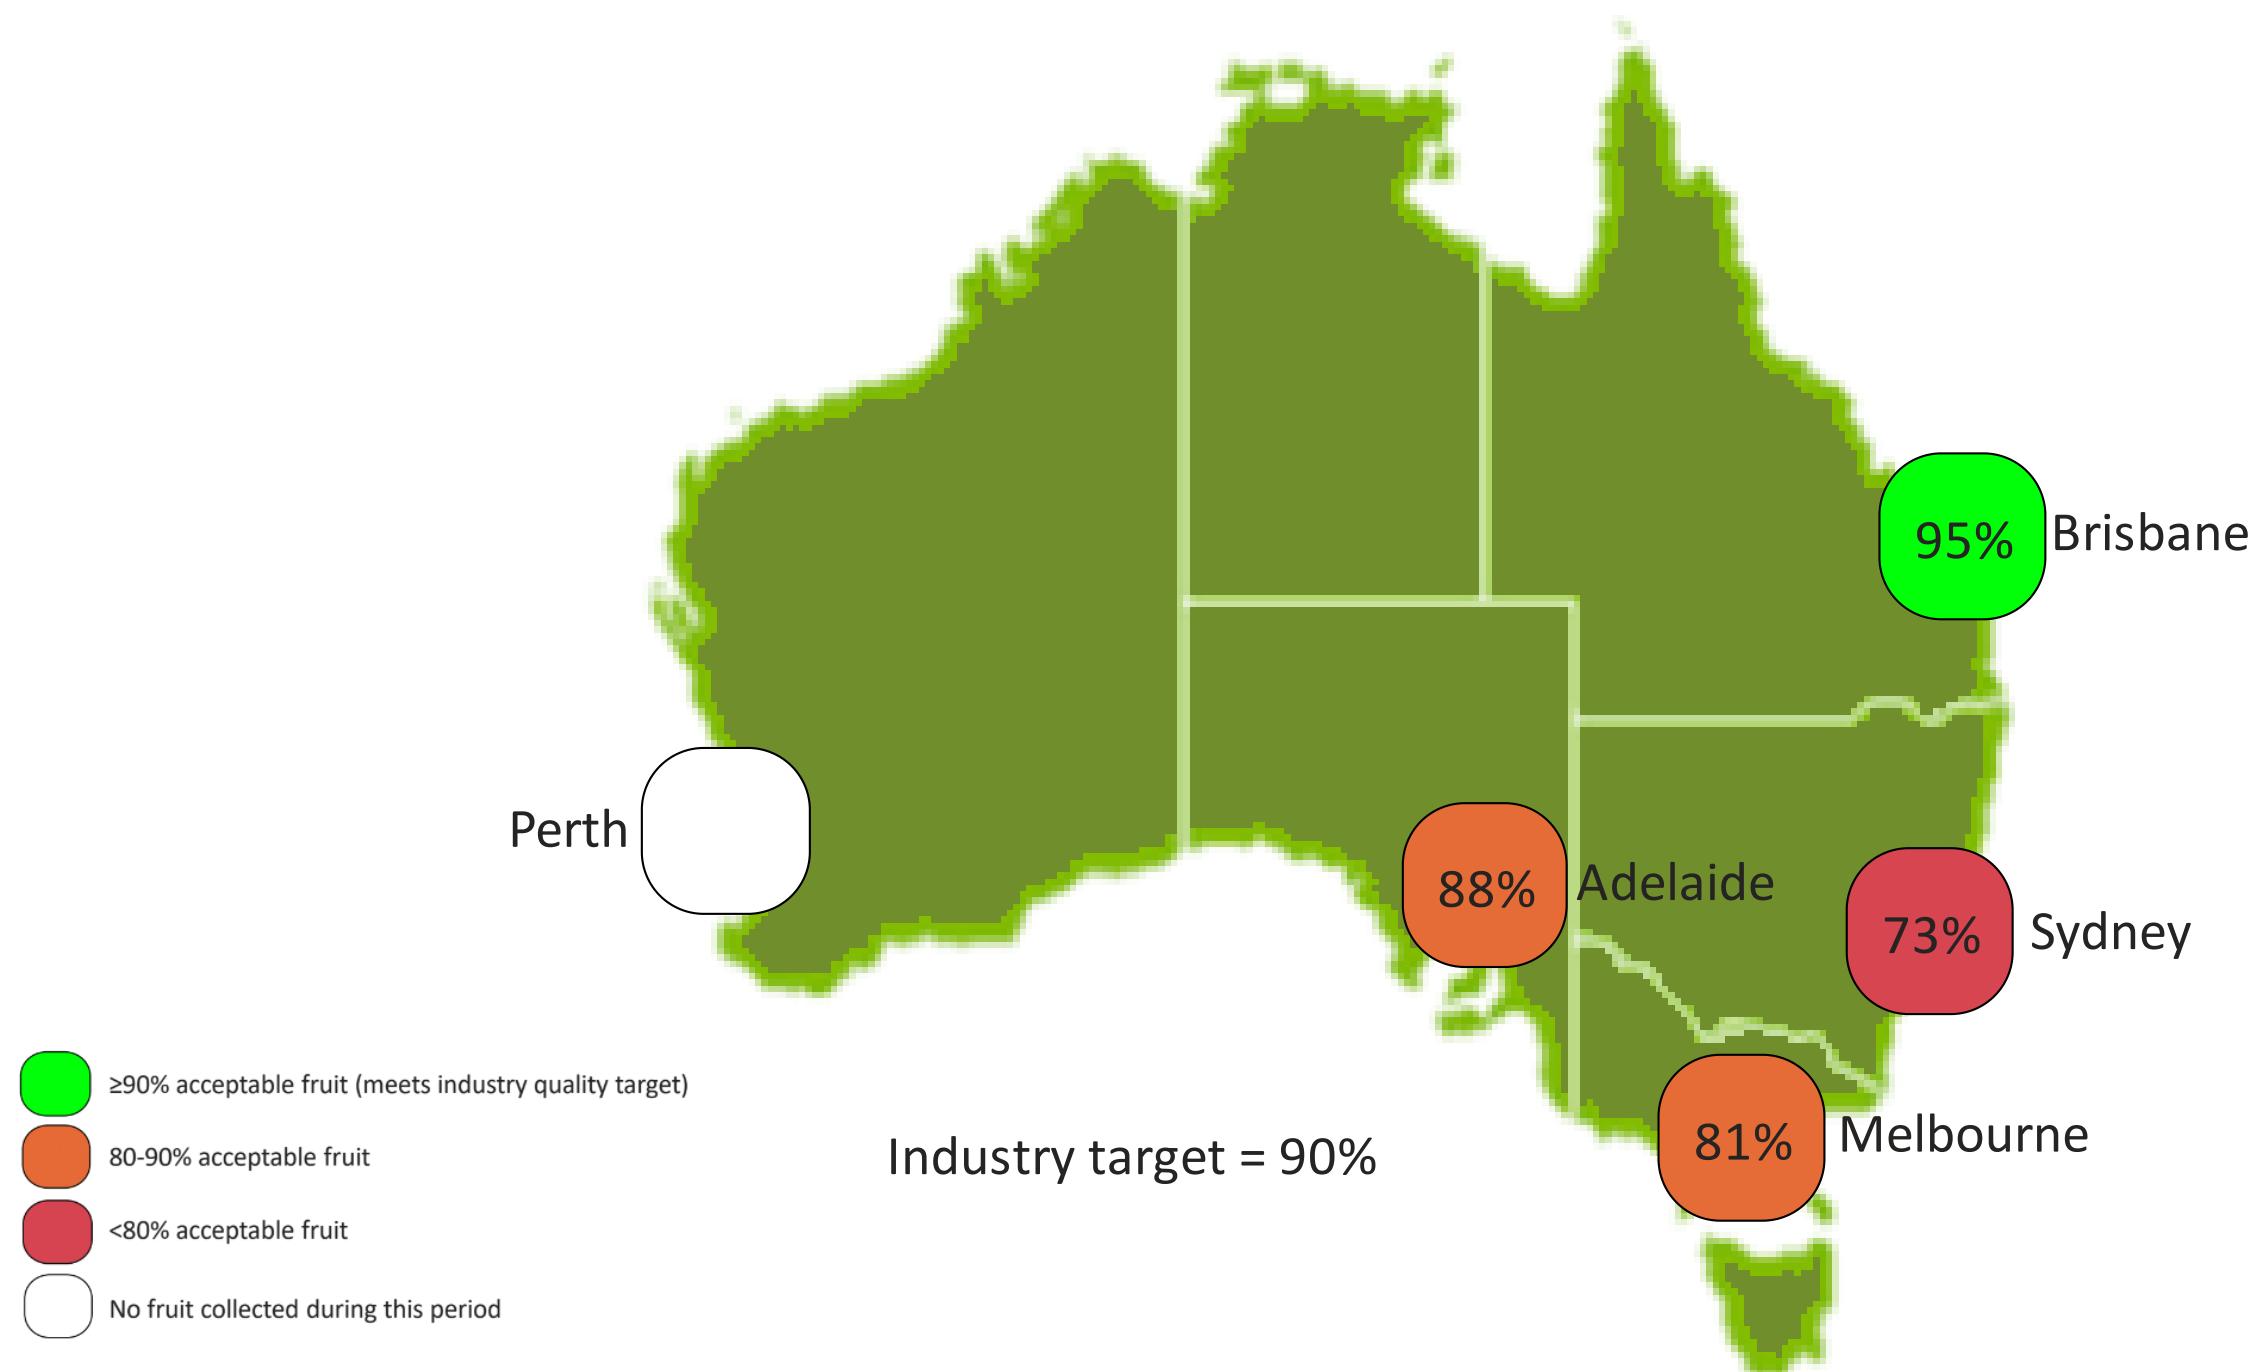 95%
Brisbane
Perth
88%
Adelaide
73%
Sydney
≥90% acceptable fruit (meets industry quality target)
80-90% acceptable fruit
<80% acceptable fruit
No fruit collected during this period
Industry target = 90%
81%
Melbourne